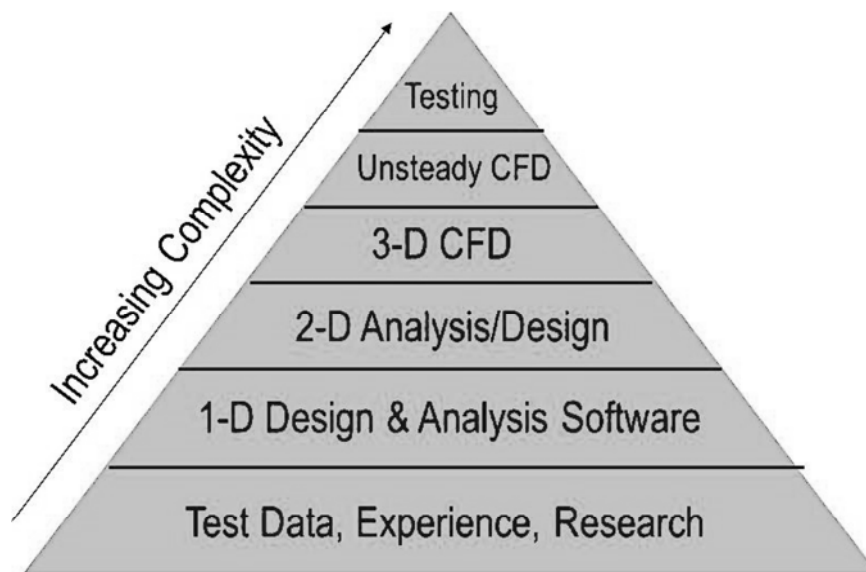 Testing
Unsteady CFD
3-D CFD
2-D Analysis/Design
1-D Design & Analysis Software
Test Data, Experience, Research
Increasing Complexity